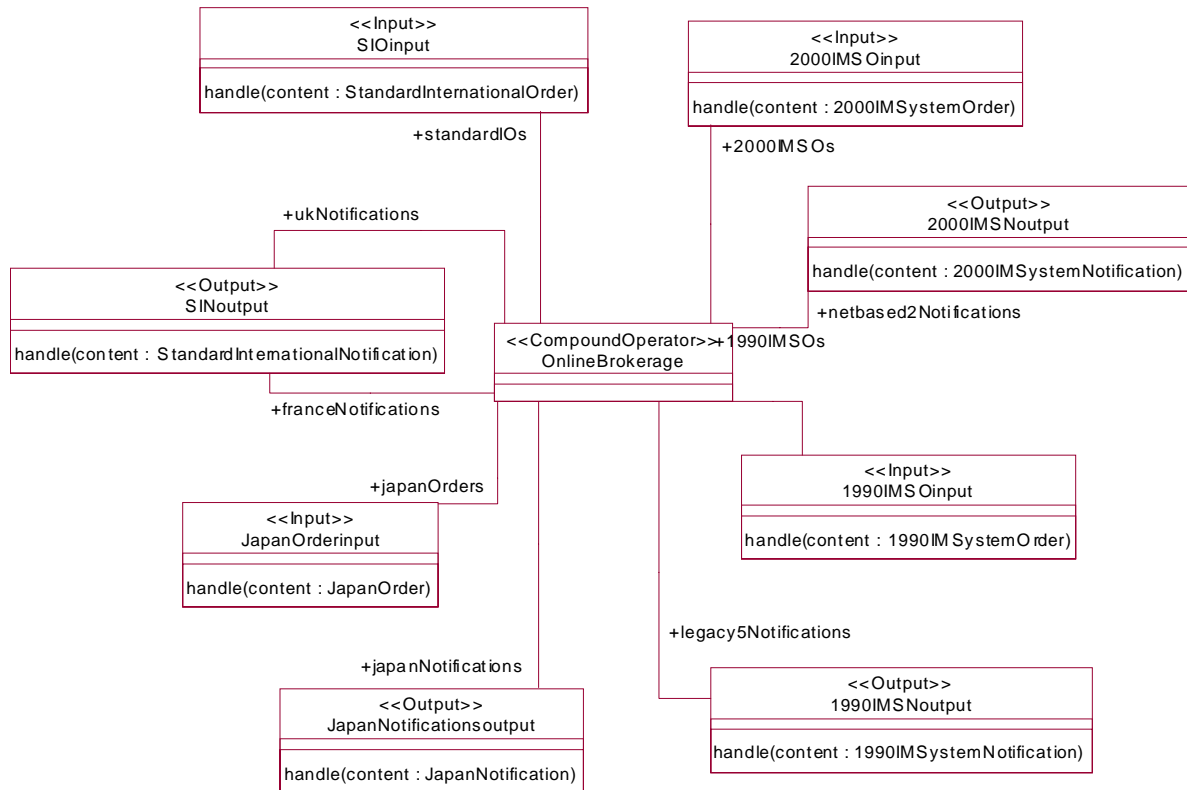 <<Input>>
SIOinput
handle(content : StandardInternationalOrder)
<<Input>>
2000IMSOinput
handle(content : 2000IMSystemOrder)
+standardIOs
+2000IMSOs
<<Output>>
2000IMSNoutput
handle(content : 2000IMSystemNotification)
+ukNotifications
<<Output>>
SINoutput
handle(content : StandardInternationalNotification)
+netbased2Notifications
<<CompoundOperator>>
OnlineBrokerage
+1990IMSOs
+franceNotifications
+japanOrders
<<Input>>
JapanOrderinput
handle(content : JapanOrder)
<<Input>>
1990IMSOinput
handle(content : 1990IMSystemOrder)
+legacy5Notifications
+japanNotifications
<<Output>>
JapanNotificationsoutput
handle(content : JapanNotification)
<<Output>>
1990IMSNoutput
handle(content : 1990IMSystemNotification)